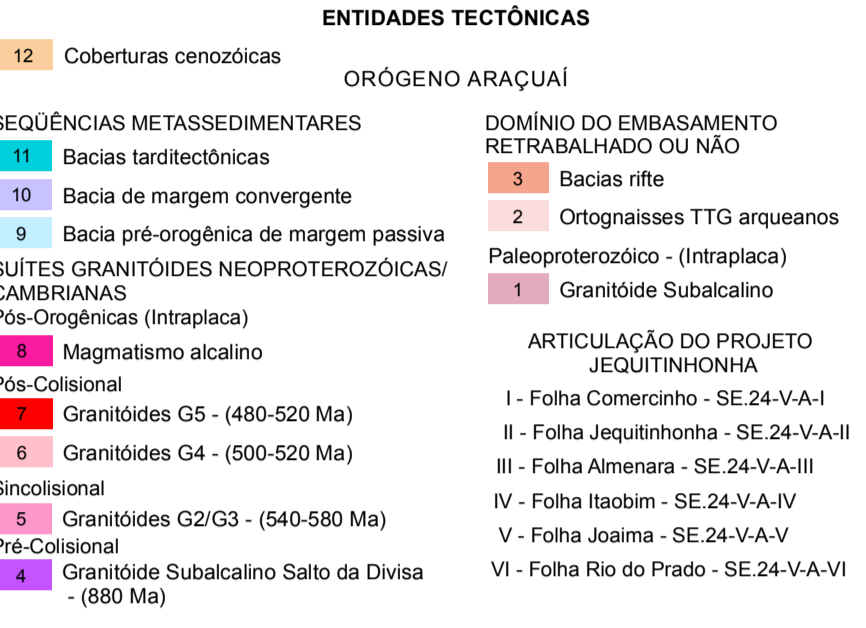 ENTIDADES TECTÔNICAS
12 Coberturas cenozóicas
ORÓGENO ARAÇUAÍ
SEQÜÊNCIAS METASSEDIMENTARES
11 Bacias tarditectônicas
10 Bacia de margem convergente
9 Bacia pré-orogênica de margem passiva
SUÍTES GRANITÓIDES NEOPROTEROZÓICAS/
CAMBRIANAS
Pós-Orogênicas (Intraplaca)
8 Magmatismo alcalino
Pós-Colisional
7 Granitóides G5 - (480-520 Ma)
6 Granitóides G4 - (500-520 Ma)
Sincolisional
5 Granitóides G2/G3 - (540-580 Ma)
Pré-Colisional
4 Granitóide Subalcalino Salto da Divisa
- (880 Ma)
DOMÍNIO DO EMBASAMENTO
RETRABALHADO OU NÃO
3 Bacias rifte
2 Ortognaisses TTG arqueanos
Paleoproterozóico - (Intraplaca)
1 Granitóide Subalcalino
ARTICULAÇÃO DO PROJETO
JEQUITINHONHA
I - Folha Comercinho - SE.24-V-A-I
II - Folha Jequitinhonha - SE.24-V-A-II
III - Folha Almenara - SE.24-V-A-III
IV - Folha Itaobim - SE.24-V-A-IV
V - Folha Joaima - SE.24-V-A-V
VI - Folha Rio do Prado - SE.24-V-A-VI